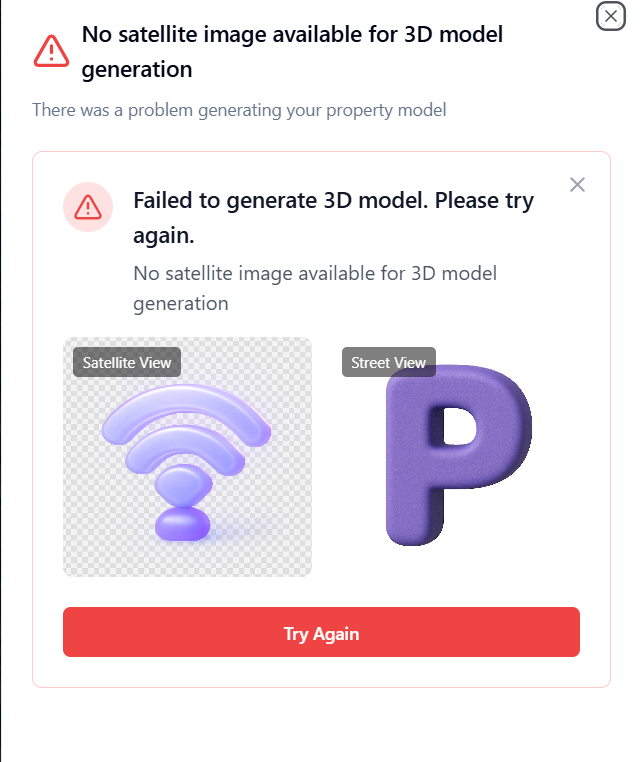 No satellite image available for 3D model
generation
There was a problem generating your property model
Failed to generate 3D model. Please try
again.
No satellite image available for 3D model
generation
Satellite View
Street View
P
Try Again